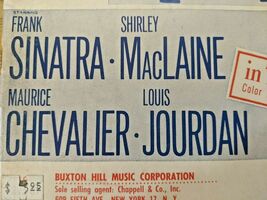 STARRING
FRANK SHIRLEY
SINATRA · MACLAINE
MAURICE LOUIS
CHEVALIER · JOURDAN
in
Color
BUXTON HILL MUSIC CORPORATION
Sole selling agent: Chappell & Co., Inc.
609 FIFTH AVE., NEW YORK 17, N. Y.
$